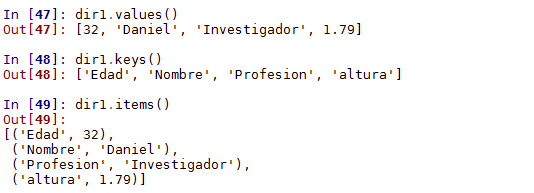 In [47]: dir1.values()
Out[47]: [32, 'Daniel', 'Investigador', 1.79]
In [48]: dir1.keys()
Out[48]: ['Edad', 'Nombre', 'Profesion', 'altura']
In [49]: dir1.items()
Out[49]:
[('Edad', 32),
('Nombre', 'Daniel'),
('Profesion', 'Investigador'),
('altura', 1.79)]